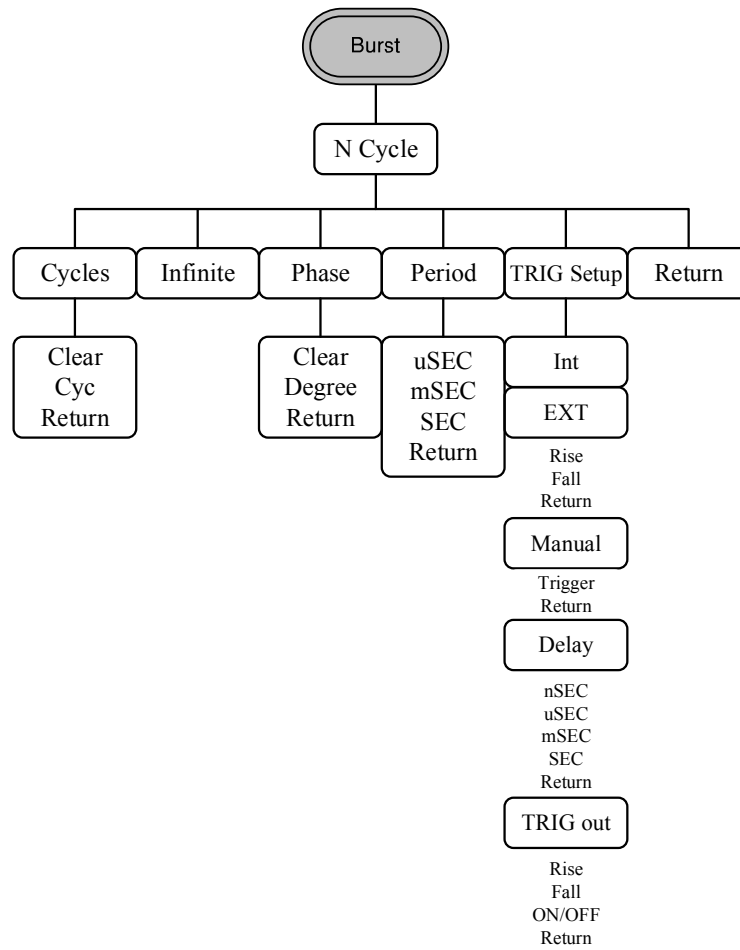 Burst
N Cycle
Cycles
Infinite
Phase
Period
TRIG Setup
Return
Clear
Cyc
Return
Clear
Degree
Return
uSEC
mSEC
SEC
Return
Int
EXT
Rise
Fall
Return
Manual
Trigger
Return
Delay
nSEC
uSEC
mSEC
SEC
Return
TRIG out
Rise
Fall
ON/OFF
Return